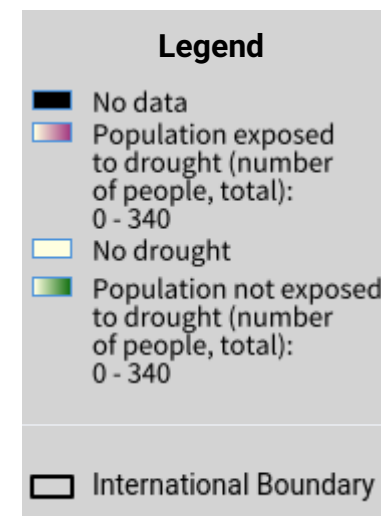 Legend
No data
Population exposed
to drought (number
of people, total):
0 - 340
No drought
Population not exposed
to drought (number
of people, total):
0 - 340
International Boundary